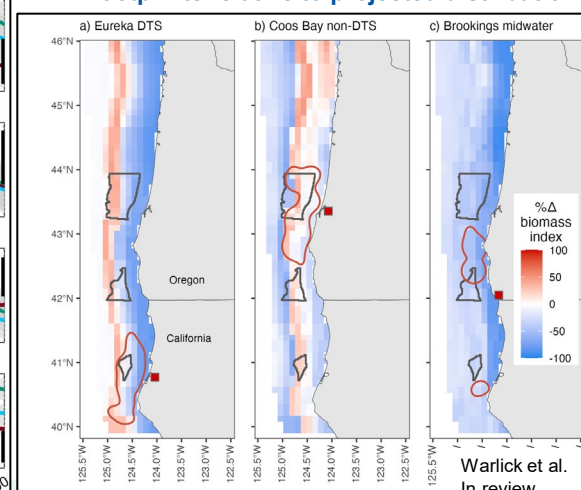 a) Eureka DTS
b) Coos Bay non-DTS
c) Brookings midwater
46°N
45°N
44°N
43°N
42°N
41°N
40°N
Oregon
California
%Δ
biomass
index
100
50
0
-50
-100
125.5°W
125.0°W
124.5°W
124.0°W
123.5°W
123.0°W
122.5°W
125.5°W
125.0°W
124.5°W
124.0°W
123.5°W
123.0°W
122.5°W
125.5°W
Warlick et al.